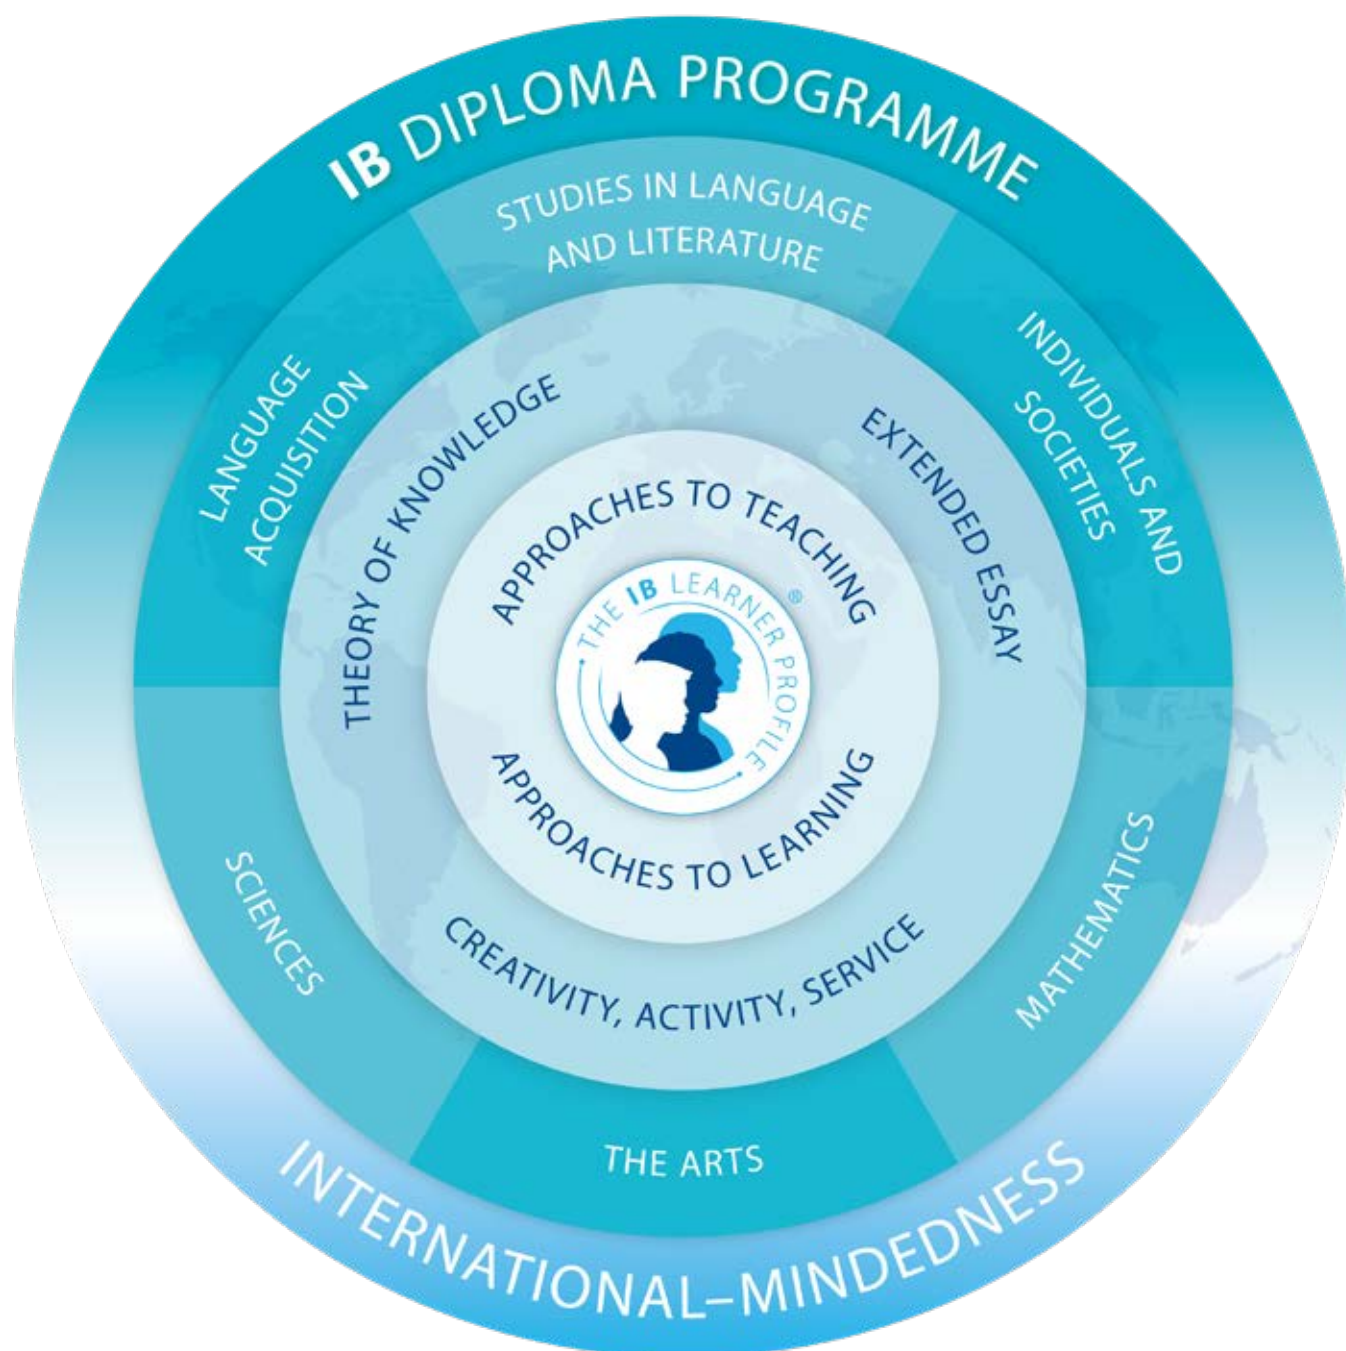 IB DIPLOMA PROGRAMME
STUDIES IN LANGUAGE
AND LITERATURE
LANGUAGE
ACQUISITION
INDIVIDUALS AND
SOCIETIES
THEORY OF KNOWLEDGE
EXTENDED ESSAY
APPROACHES TO TEACHING
THE IB LEARNER PROFILE ®
APPROACHES TO LEARNING
CREATIVITY, ACTIVITY, SERVICE
SCIENCES
MATHEMATICS
THE ARTS
INTERNATIONAL–MINDEDNESS